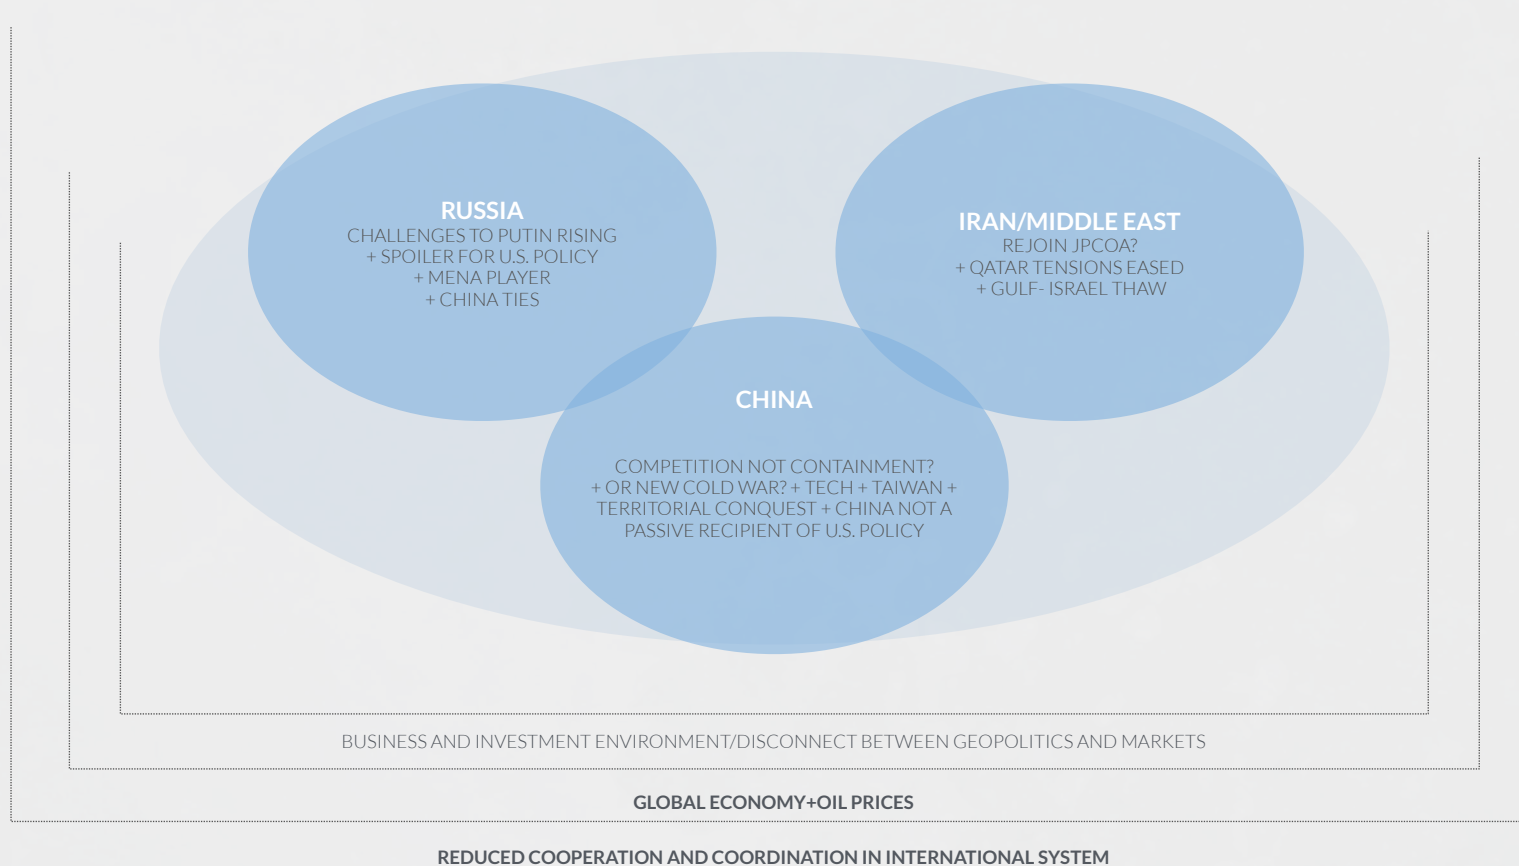 RUSSIA
CHALLENGES TO PUTIN RISING
+ SPOILER FOR U.S. POLICY
+ MENA PLAYER
+ CHINA TIES
IRAN/MIDDLE EAST
REJOIN JPCOA?
+ QATAR TENSIONS EASED
+ GULF- ISRAEL THAW
CHINA
COMPETITION NOT CONTAINMENT?
+ OR NEW COLD WAR? + TECH + TAIWAN +
TERRITORIAL CONQUEST + CHINA NOT A
PASSIVE RECIPIENT OF U.S. POLICY
BUSINESS AND INVESTMENT ENVIRONMENT/DISCONNECT BETWEEN GEOPOLITICS AND MARKETS
GLOBAL ECONOMY+OIL PRICES
REDUCED COOPERATION AND COORDINATION IN INTERNATIONAL SYSTEM